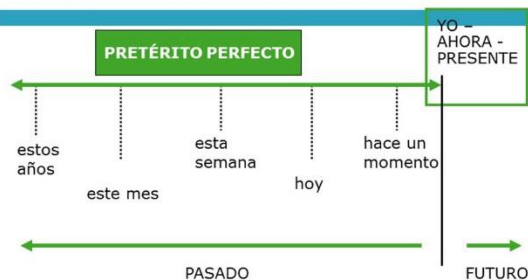 YO –
AHORA -
PRESENTE
PRETÉRITO PERFECTO
estos
años
este mes
esta
semana
hoy
hace un
momento
PASADO
FUTURO